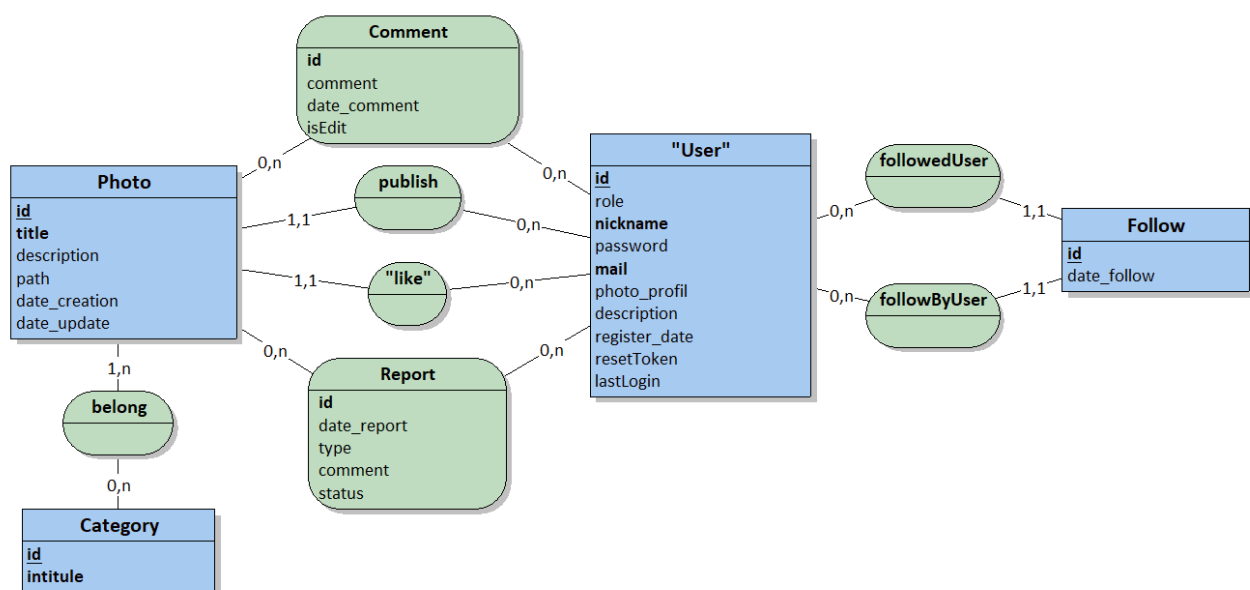 Comment
id
comment
date_comment
isEdit
0,n
0,n
Photo
id
title
description
path
date_creation
date_update
publish
1,1
0,n
"like"
1,1
0,n
"User"
id
role
nickname
password
mail
photo_profil
description
register_date
resetToken
lastLogin
followedUser
0,n
1,1
Follow
id
date_follow
followByUser
0,n
1,1
0,n
0,n
Report
id
date_report
type
comment
status
1,n
belong
0,n
Category
id
intitule